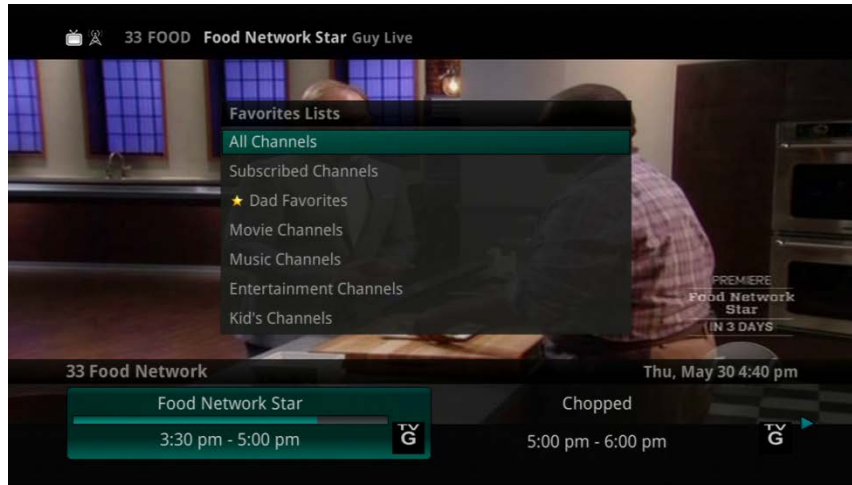 33 FOOD Food Network Star Guy Live
Favorites Lists
All Channels
Subscribed Channels
Dad Favorites
Movie Channels
Music Channels
Entertainment Channels
Kid's Channels
PREMIERE
Food Network
Star
IN 3 DAYS
33 Food Network
Thu, May 30 4:40 pm
Food Network Star
Chopped
3:30 pm - 5:00 pm
TV
G
5:00 pm - 6:00 pm
TV
G